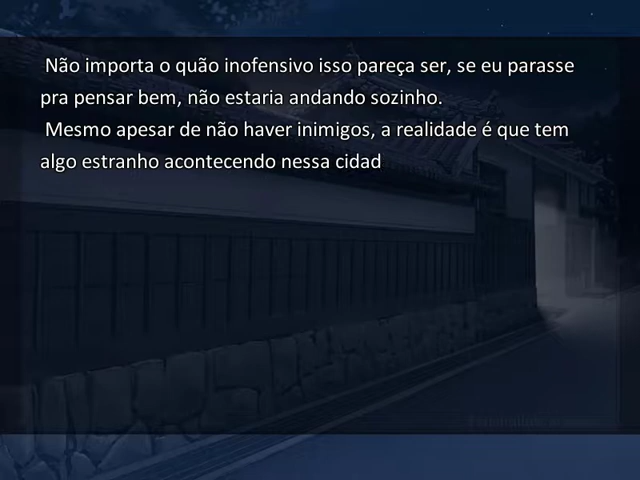 Não importa o quão inofensivo isso pareça ser, se eu parasse
pra pensar bem, não estaria andando sozinho.
Mesmo apesar de não haver inimigos, a realidade é que tem
algo estranho acontecendo nessa cidad